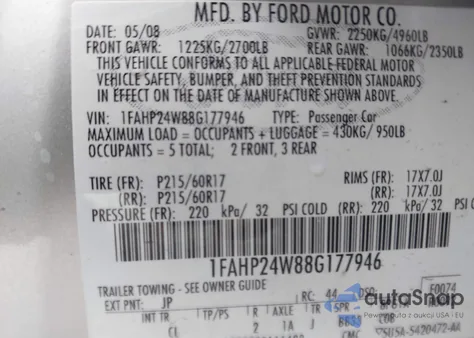 MFD. BY FORD MOTOR CO.
DATE: 05/08 GVWR: 2250KG/4960LB
FRONT GAWR: 1225KG/2700LB REAR GAWR: 1066KG/2350LB
THIS VEHICLE CONFORMS TO ALL APPLICABLE FEDERAL MOTOR
VEHICLE SAFETY, BUMPER, AND THEFT PREVENTION STANDARDS
IN EFFECT ON THE DATE OF MANUFACTURE SHOWN ABOVE.
VIN: 1FAHP24W88G177946 TYPE: Passenger Car
MAXIMUM LOAD = OCCUPANTS + LUGGAGE = 430KG/ 950LB
OCCUPANTS = 5 TOTAL: 2 FRONT, 3 REAR
TIRE (FR): P215/60R17 RIMS (FR): 17X7.0J
(RR): P215/60R17 (RR): 17X7.0J
PRESSURE (FR): 220 kPa/ 32 PSI COLD (RR): 220 kPa/ 32 PSI COLD
1FAHP24W88G177946
TRAILER TOWING - SEE OWNER GUIDE
EXT PNT: JP RC: 44 F0074
INT TR TP/PS R AXLE TR SPR
CL 2 1A J
autoSnap